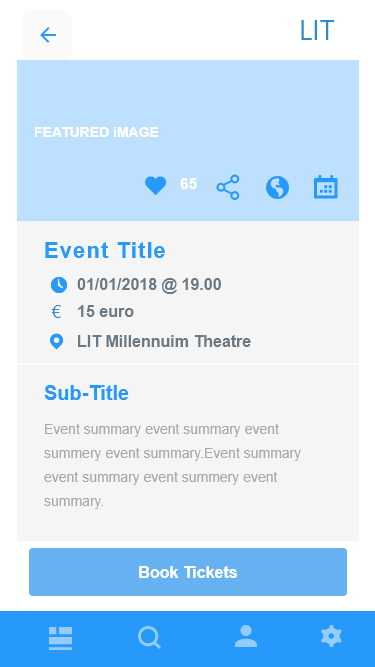 LIT
FEATURED iMAGE
65
Event Title
01/01/2018 @ 19.00
€ 15 euro
LIT Millennuim Theatre
Sub-Title
Event summary event summary event
summery event summary.Event summary
event summary event summery event
summary.
Book Tickets